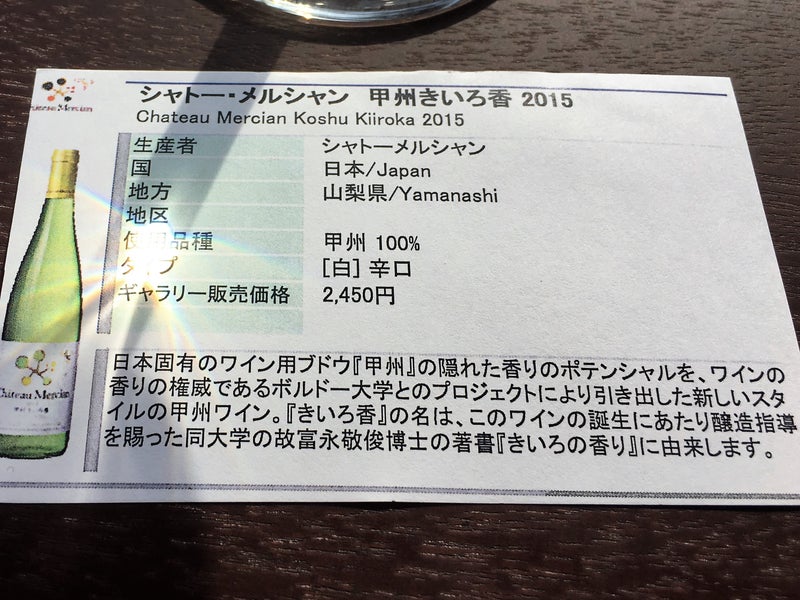 シャトー・メルシャン 甲州きいろ香 2015
Chateau Mercian Koshu Kiiroka 2015
生産者 シャトーメルシャン
国 日本/Japan
地方 山梨県/Yamanashi
地区
使用品種 甲州 100%
タイプ [白] 辛口
ギャラリー販売価格 2,450円
日本固有のワイン用ブドウ『甲州』の隠れた香りのポテンシャルを、ワインの
香りの権威であるボルドー大学とのプロジェクトにより引き出した新しいスタ
イルの甲州ワイン。『きいろ香』の名は、このワインの誕生にあたり醸造指導
を賜った同大学の故富永敬俊博士の著書『きいろの香り』に由来します。
Chateau Mercian